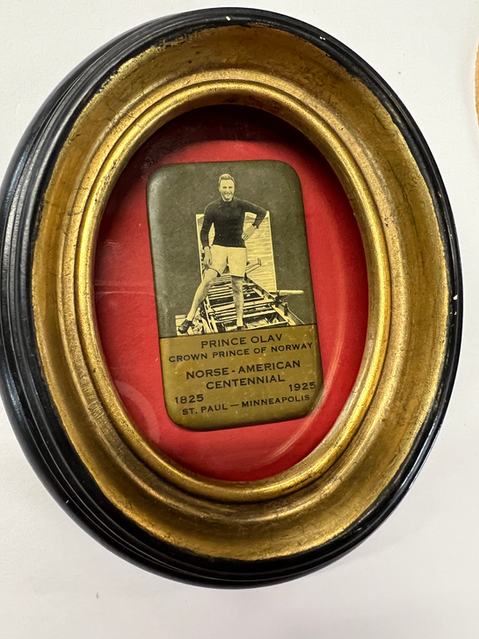 PRINCE OLAV
CROWN PRINCE OF NORWAY
NORSE-AMERICAN
CENTENNIAL
1825 1925
ST. PAUL — MINNEAPOLIS